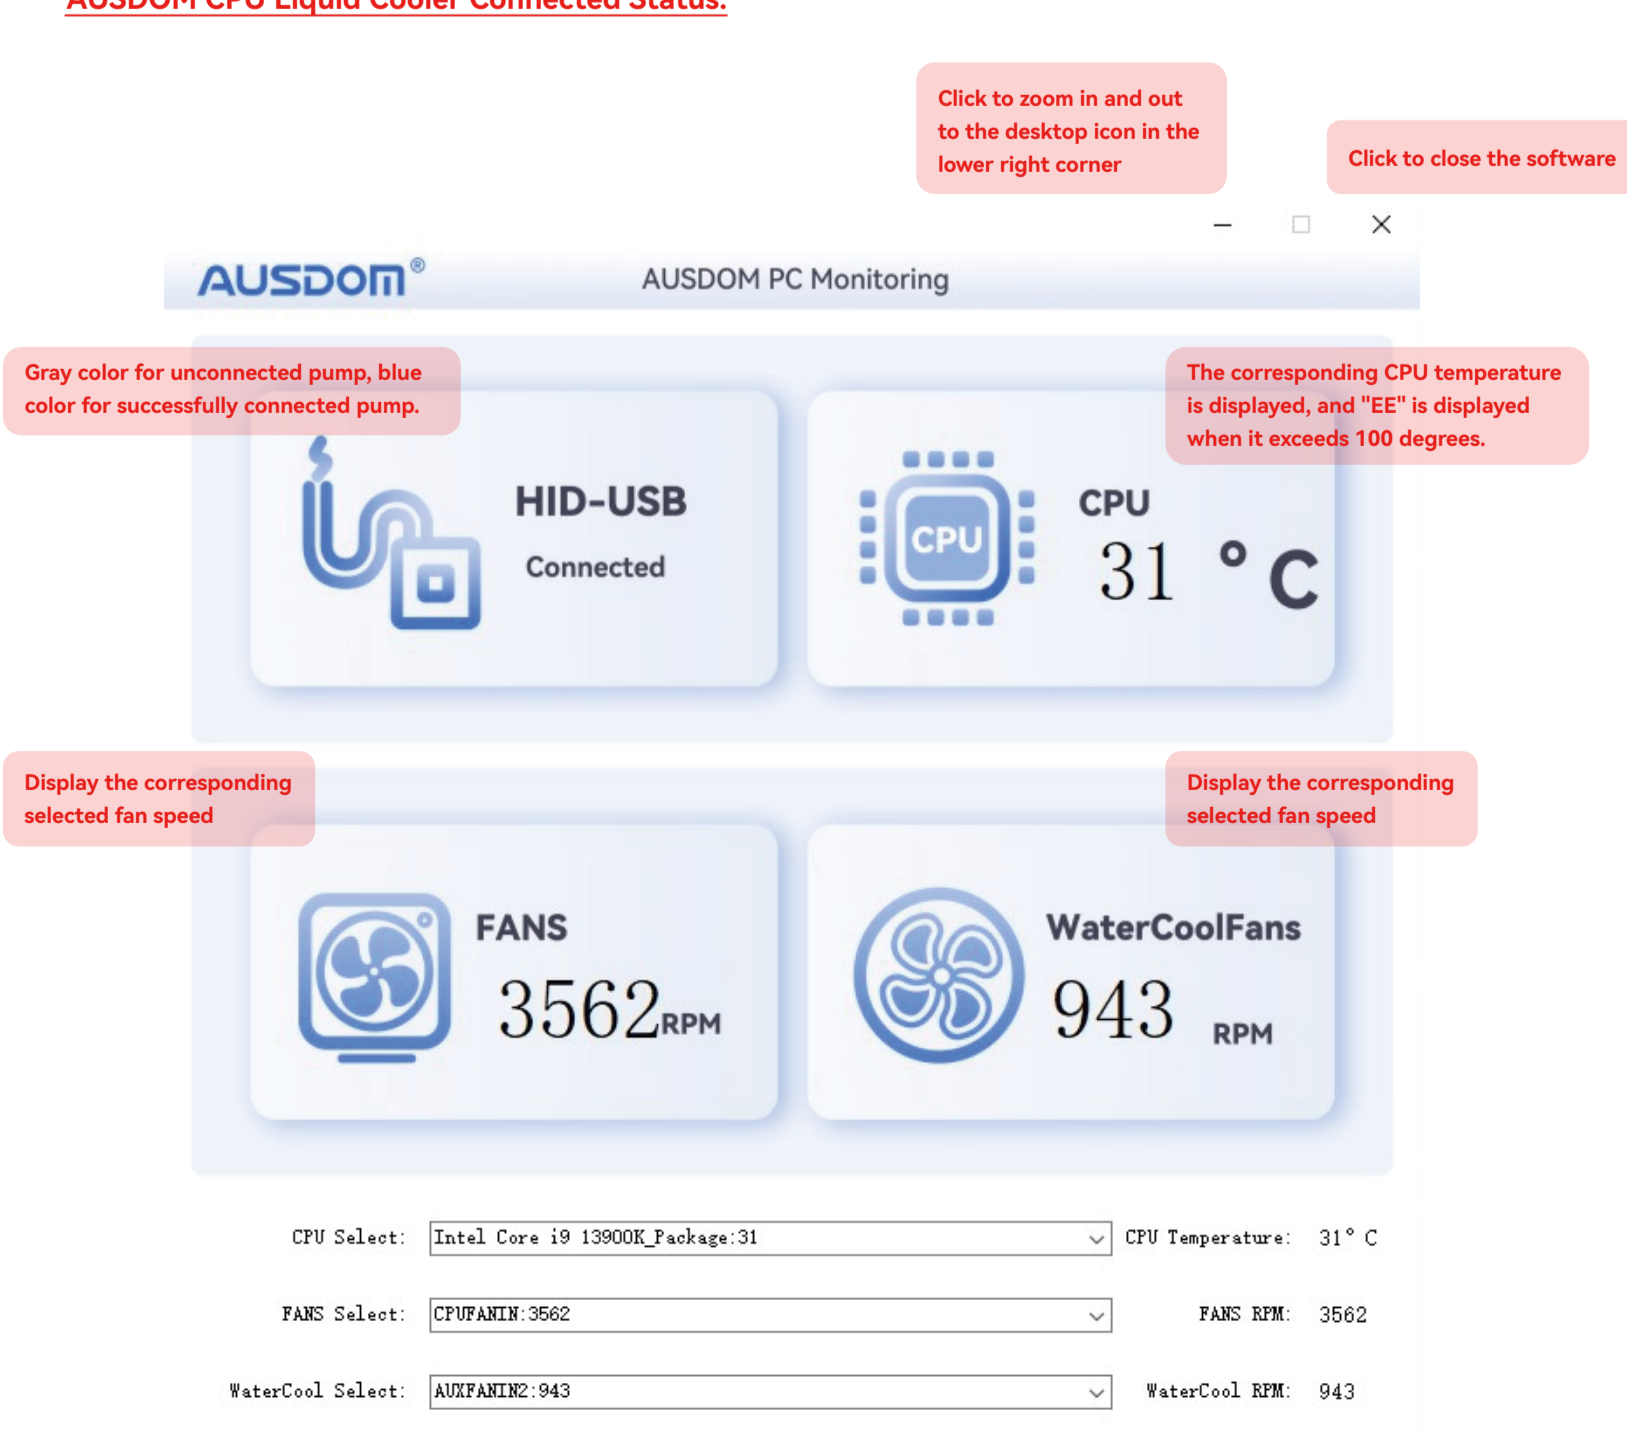 AUSDOM CPU Liquid Cooler Connected Status:
Click to zoom in and out
to the desktop icon in the
lower right corner
Click to close the software
AUSDOM®
AUSDOM PC Monitoring
Gray color for unconnected pump, blue
color for successfully connected pump.
The corresponding CPU temperature
is displayed, and "EE" is displayed
when it exceeds 100 degrees.
HID-USB
Connected
CPU
CPU
31 °C
Display the corresponding
selected fan speed
Display the corresponding
selected fan speed
FANS
3562RPM
WaterCoolFans
943 RPM
CPU Select: Intel Core i9 13900K_Package:31 CPU Temperature: 31° C
FANS Select: CPUFANIN:3562 FANS RPM: 3562
WaterCool Select: AUXFANIN2:943 WaterCool RPM: 943